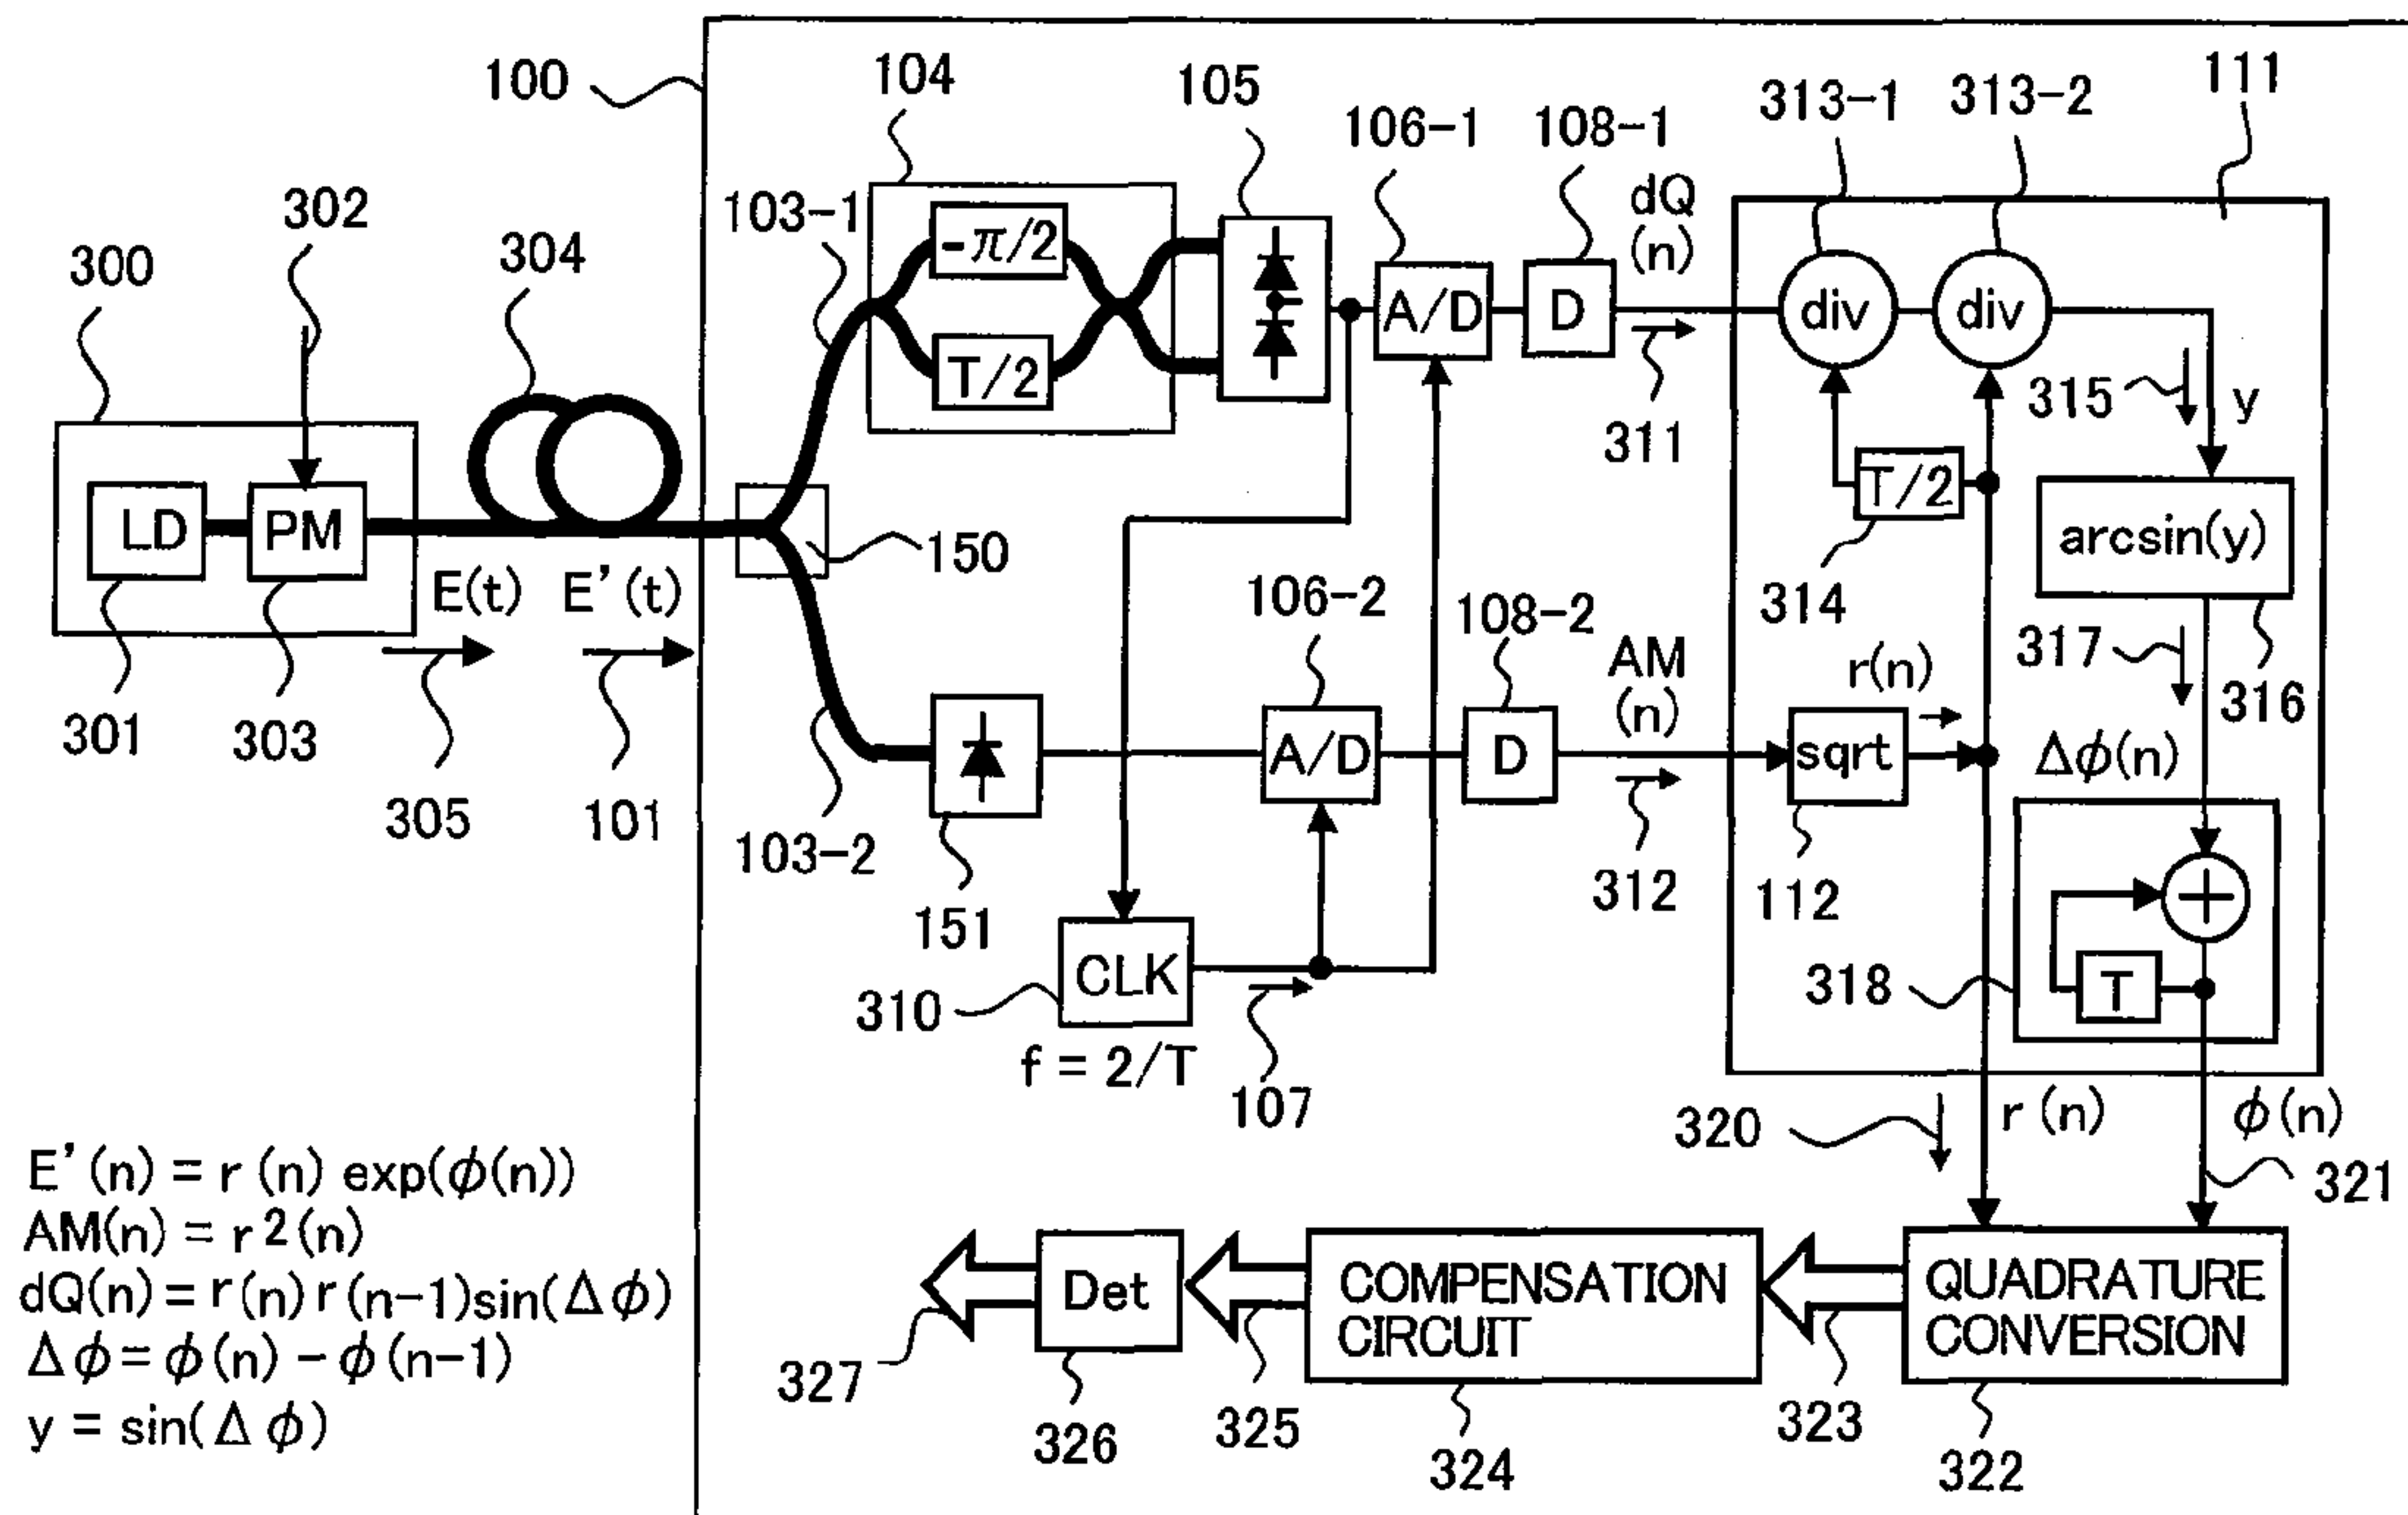 100
104
105
106-1
108-1
313-1
313-2
111
302
103-1
dQ
(n)
300
304
-π/2
T/2
A/D
D
div
div
311
315
y
T/2
314
arcsin(y)
LD
PM
150
E(t)
E'(t)
106-2
108-2
AM
(n)
r(n)
317
316
301
303
305
101
103-2
151
A/D
D
312
sqrt
112
Δϕ(n)
+
T
318
310
CLK
f = 2/T
107
320
r (n)
ϕ(n)
321
E'(n) = r (n) exp(ϕ(n))
AM(n) = r 2 (n)
dQ(n) = r(n) r (n-1)sin(Δϕ)
Δϕ = ϕ(n) - ϕ(n-1)
y = sin(Δϕ)
327
Det
326
325
COMPENSATION
CIRCUIT
324
323
QUADRATURE
CONVERSION
322